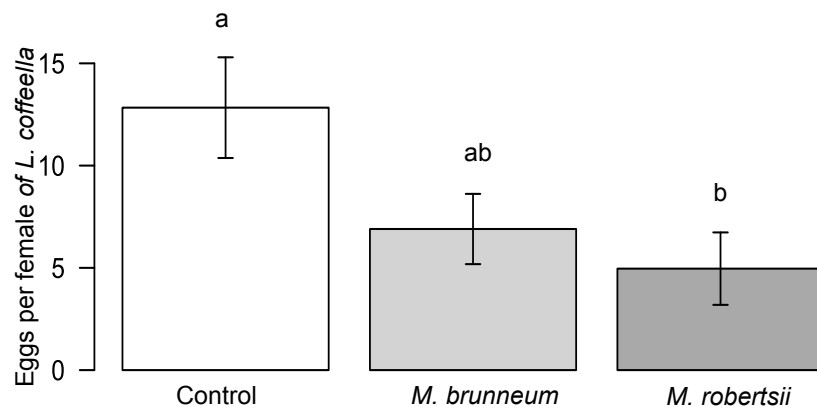 a
ab
b
Eggs per female of L. coffeella
15
10
5
0
Control
M. brunneum
M. robertsii